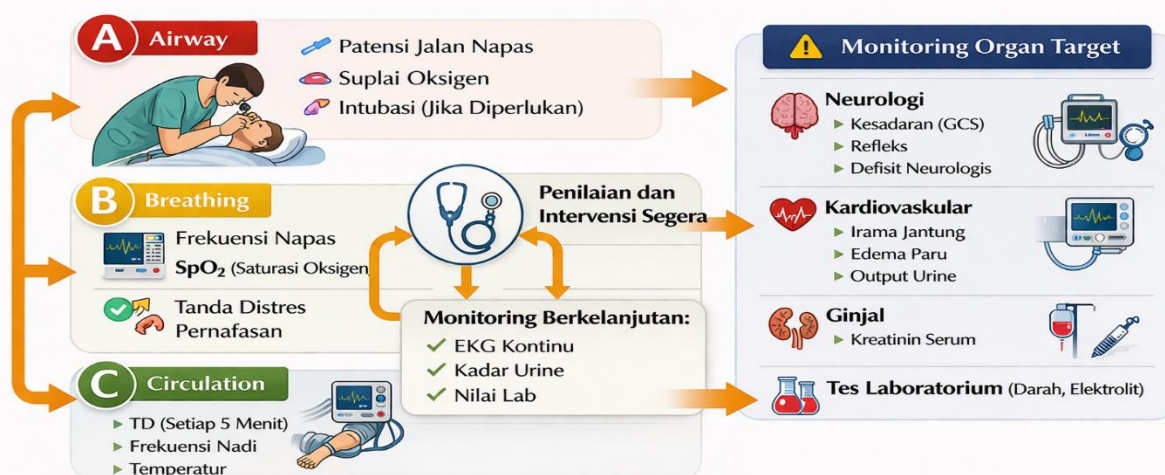 A Airway
Patensi Jalan Napas
Suplai Oksigen
Intubasi (Jika Diperlukan)
B Breathing
Frekuensi Napas
SpO₂ (Saturasi Oksigen
Tanda Distres
Pernafasan
Penilaian dan
Intervensi Segera
Monitoring Berkelanjutan:
EKG Kontinu
Kadar Urine
Nilai Lab
C Circulation
TD (Setiap 5 Menit)
Frekuensi Nadi
Temperatur
Monitoring Organ Target
Neurologi
Kesadaran (GCS)
Refleks
Defisit Neurologis
Kardiovaskular
Irama Jantung
Edema Paru
Output Urine
Ginjal
Kreatinin Serum
Tes Laboratorium (Darah, Elektrolit)